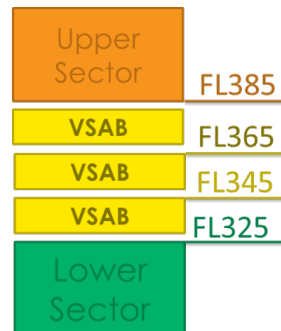 Upper
Sector
FL385
VSAB
FL365
VSAB
FL345
VSAB
FL325
Lower
Sector